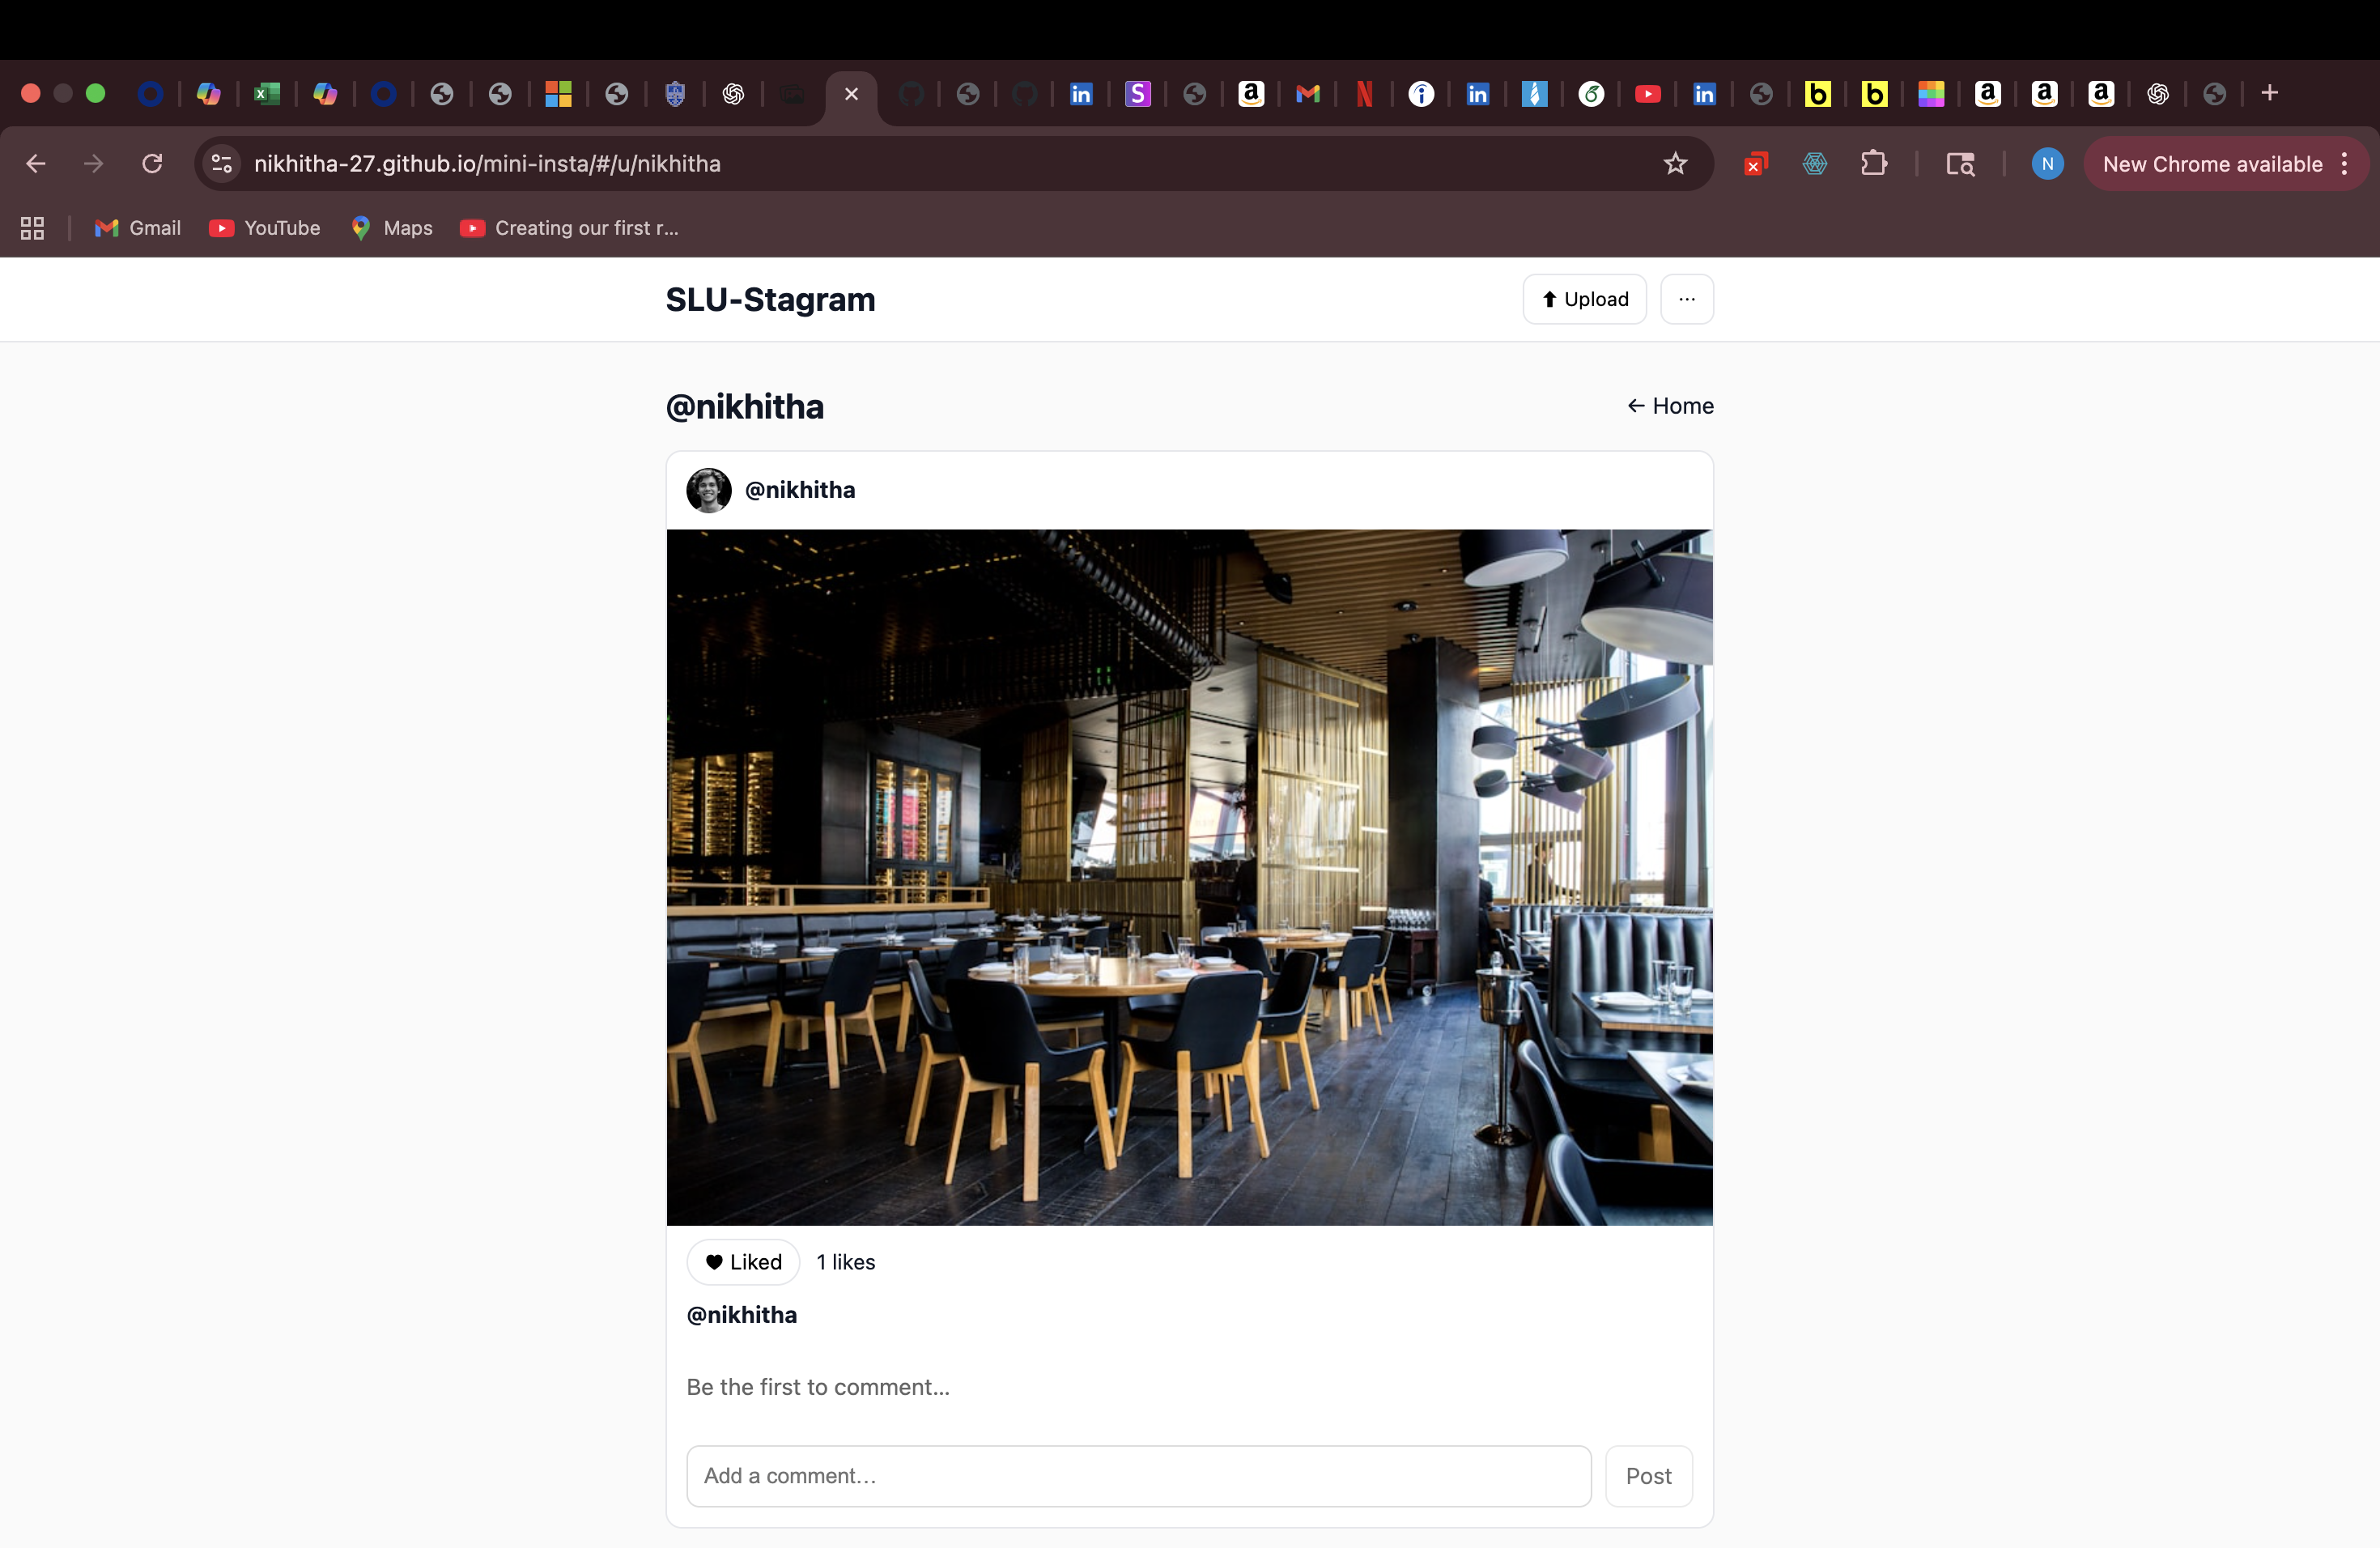 nikhitha-27.github.io/mini-insta/#/u/nikhitha
N
New Chrome available
Gmail
YouTube
Maps
Creating our first r...
SLU-Stagram
Upload
...
@nikhitha
← Home
@nikhitha
Liked
1 likes
@nikhitha
Be the first to comment...
Add a comment...
Post